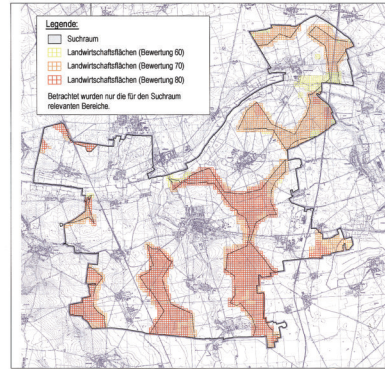 Legende:
Suchraum
Landwirtschaftsflächen (Bewertung 60)
Landwirtschaftsflächen (Bewertung 70)
Landwirtschaftsflächen (Bewertung 80)
Betrachtet wurden nur die für den Suchraum
relevanten Bereiche.